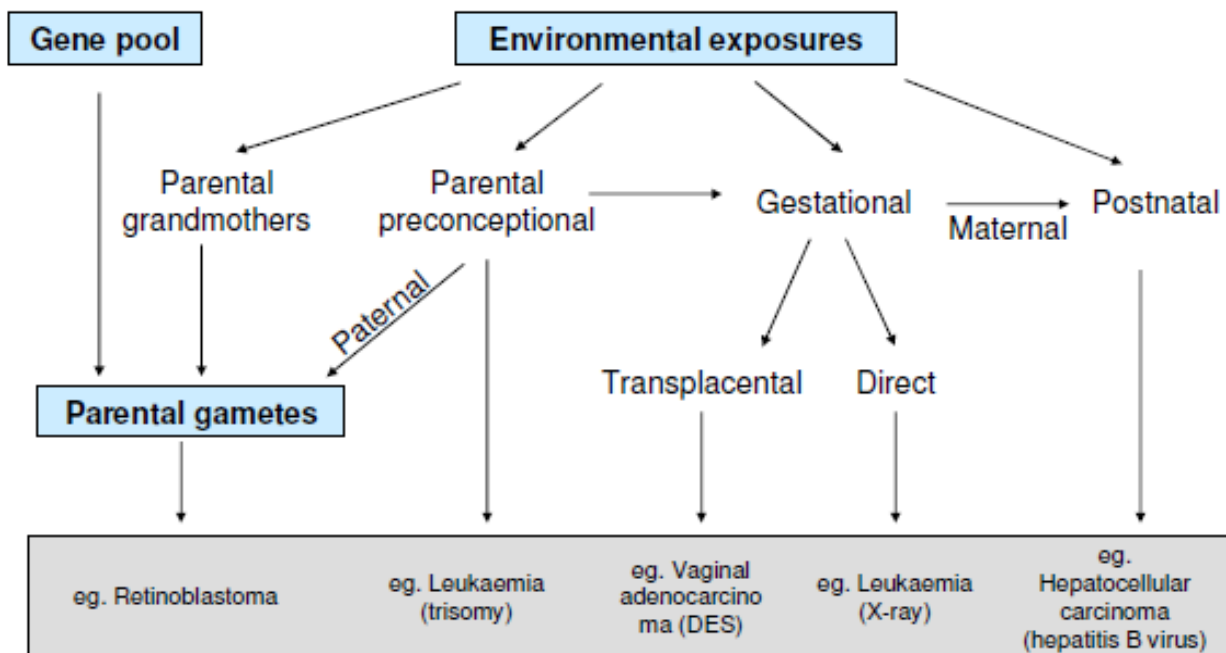 Gene pool
Environmental exposures
Parental
grandmothers
Parental
preconceptional
Gestational
Maternal
Postnatal
Paternal
Transplacental
Direct
Parental gametes
eg. Retinoblastoma
eg. Leukaemia
(trisomy)
eg. Vaginal
adenocarcino
ma (DES)
eg. Leukaemia
(X-ray)
eg.
Hepatocellular
carcinoma
(hepatitis B virus)